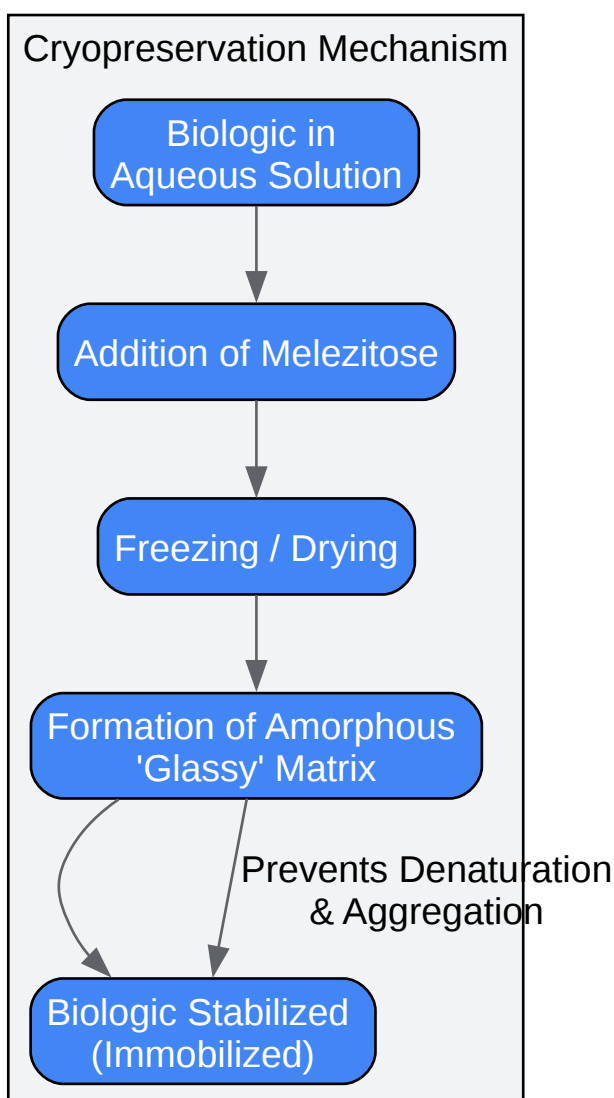 Cryopreservation Mechanism
Biologic in
Aqueous Solution
Addition of Melezitose
Freezing / Drying
Formation of Amorphous
'Glassy' Matrix
Prevents Denaturation
& Aggregation
Biologic Stabilized
(Immobilized)